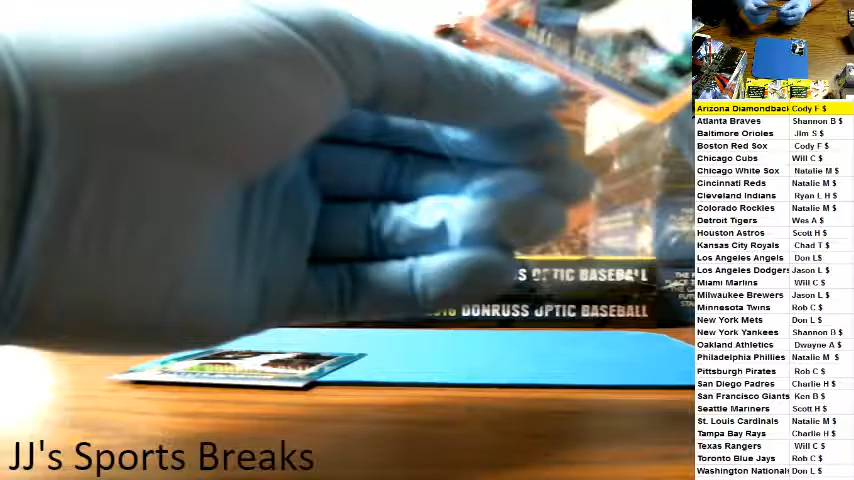 S OPTIC BASEBALL
DONRUSS OPTIC BASEBALL
JJ's Sports Breaks
Arizona Diamondback Cody F $
Atlanta Braves Shannon B $
Baltimore Orioles Jim S $
Boston Red Sox Cody F $
Chicago Cubs Will C $
Chicago White Sox Natalie M $
Cincinnati Reds Natalie M $
Cleveland Indians Ryan L H $
Colorado Rockies Natalie M $
Detroit Tigers Wes A $
Houston Astros Scott H $
Kansas City Royals Chad T $
Los Angeles Angels Don L $
Los Angeles Dodgers Jason L $
Miami Marlins Will C $
Milwaukee Brewers Jason L $
Minnesota Twins Rob C $
New York Mets Don L $
New York Yankees Shannon B $
Oakland Athletics Dwayne A $
Philadelphia Phillies Natalie M $
Pittsburgh Pirates Rob C $
San Diego Padres Charlie H $
San Francisco Giants Ken B $
Seattle Mariners Scott H $
St. Louis Cardinals Natalie M $
Tampa Bay Rays Charlie H $
Texas Rangers Will C $
Toronto Blue Jays Rob C $
Washington Nationals Don L $